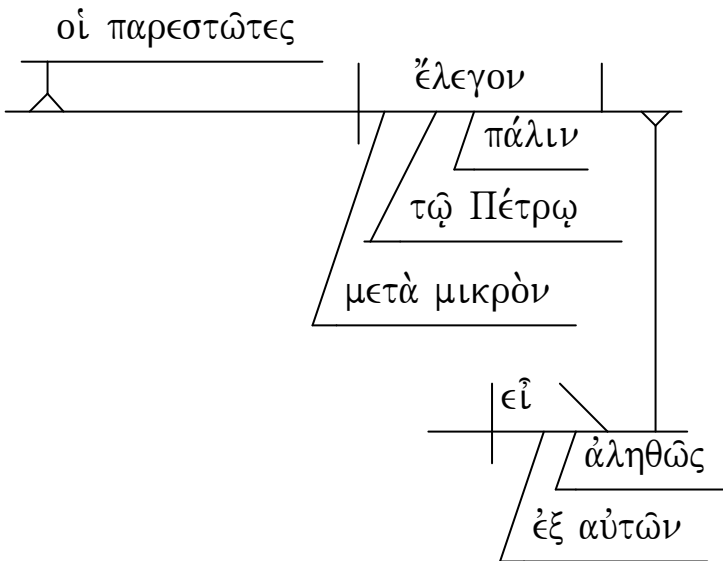 οἱ παρεστῶτες
ἔλεγον
πάλιν
τῷ Πέτρῳ
μετὰ μικρὸν
εἶ
ἀληθῶς
ἐξ αὐτῶν